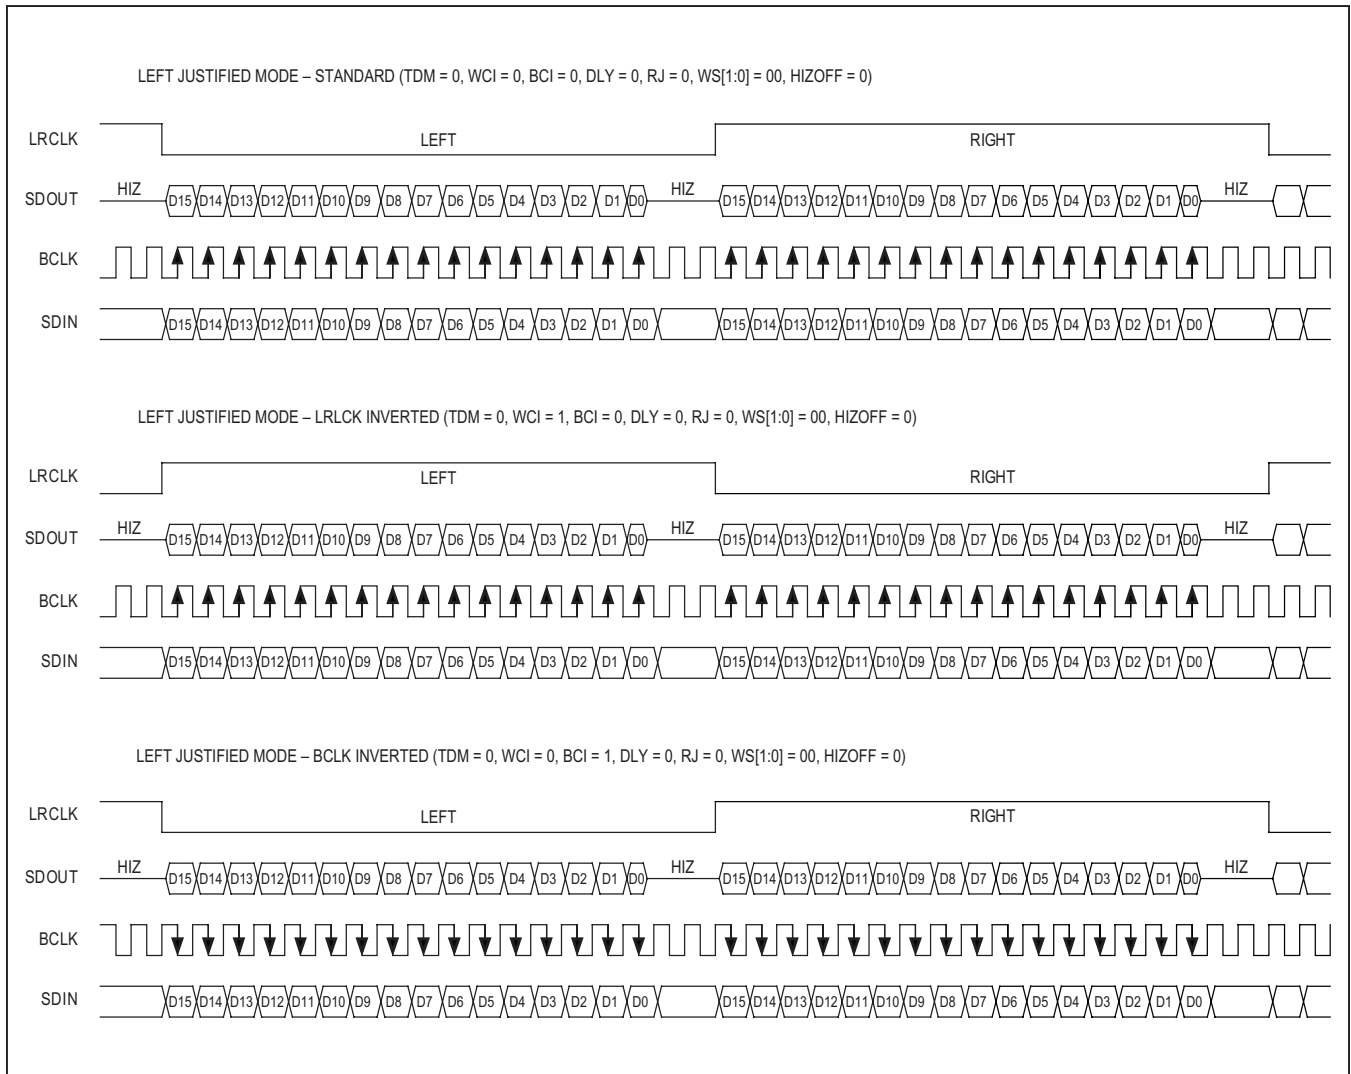 LEFT JUSTIFIED MODE – STANDARD (TDM = 0, WCI = 0, BCI = 0, DLY = 0, RJ = 0, WS[1:0] = 00, HIZOFF = 0)
LRCLK LEFT RIGHT
SDOUT HIZ D15 D14 D13 D12 D11 D10 D9 D8 D7 D6 D5 D4 D3 D2 D1 D0 HIZ D15 D14 D13 D12 D11 D10 D9 D8 D7 D6 D5 D4 D3 D2 D1 D0 HIZ
BCLK
SDIN D15 D14 D13 D12 D11 D10 D9 D8 D7 D6 D5 D4 D3 D2 D1 D0 D15 D14 D13 D12 D11 D10 D9 D8 D7 D6 D5 D4 D3 D2 D1 D0
LEFT JUSTIFIED MODE – LRLCK INVERTED (TDM = 0, WCI = 1, BCI = 0, DLY = 0, RJ = 0, WS[1:0] = 00, HIZOFF = 0)
LRCLK LEFT RIGHT
SDOUT HIZ D15 D14 D13 D12 D11 D10 D9 D8 D7 D6 D5 D4 D3 D2 D1 D0 HIZ D15 D14 D13 D12 D11 D10 D9 D8 D7 D6 D5 D4 D3 D2 D1 D0 HIZ
BCLK
SDIN D15 D14 D13 D12 D11 D10 D9 D8 D7 D6 D5 D4 D3 D2 D1 D0 D15 D14 D13 D12 D11 D10 D9 D8 D7 D6 D5 D4 D3 D2 D1 D0
LEFT JUSTIFIED MODE – BCLK INVERTED (TDM = 0, WCI = 0, BCI = 1, DLY = 0, RJ = 0, WS[1:0] = 00, HIZOFF = 0)
LRCLK LEFT RIGHT
SDOUT HIZ D15 D14 D13 D12 D11 D10 D9 D8 D7 D6 D5 D4 D3 D2 D1 D0 HIZ D15 D14 D13 D12 D11 D10 D9 D8 D7 D6 D5 D4 D3 D2 D1 D0 HIZ
BCLK
SDIN D15 D14 D13 D12 D11 D10 D9 D8 D7 D6 D5 D4 D3 D2 D1 D0 D15 D14 D13 D12 D11 D10 D9 D8 D7 D6 D5 D4 D3 D2 D1 D0